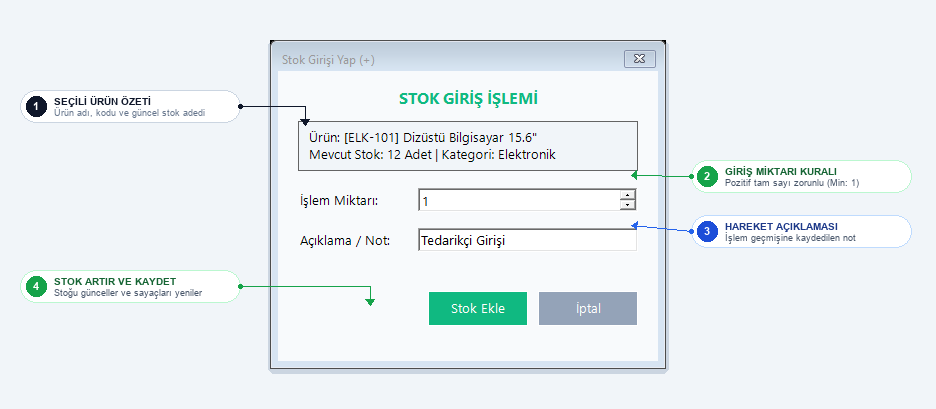 Stok Girişi Yap (+)
STOK GİRİŞ İŞLEMİ
1
SEÇİLİ ÜRÜN ÖZETİ
Ürün adı, kodu ve güncel stok adedi
Ürün: [ELK-101] Dizüstü Bilgisayar 15.6"
Mevcut Stok: 12 Adet | Kategori: Elektronik
2
GİRİŞ MİKTARI KURALI
Pozitif tam sayı zorunlu (Min: 1)
İşlem Miktarı:
1
3
HAREKET AÇIKLAMASI
İşlem geçmişine kaydedilen not
Açıklama / Not:
Tedarikçi Girişi
4
STOK ARTIR VE KAYDET
Stoğu günceller ve sayaçları yeniler
Stok Ekle
İptal